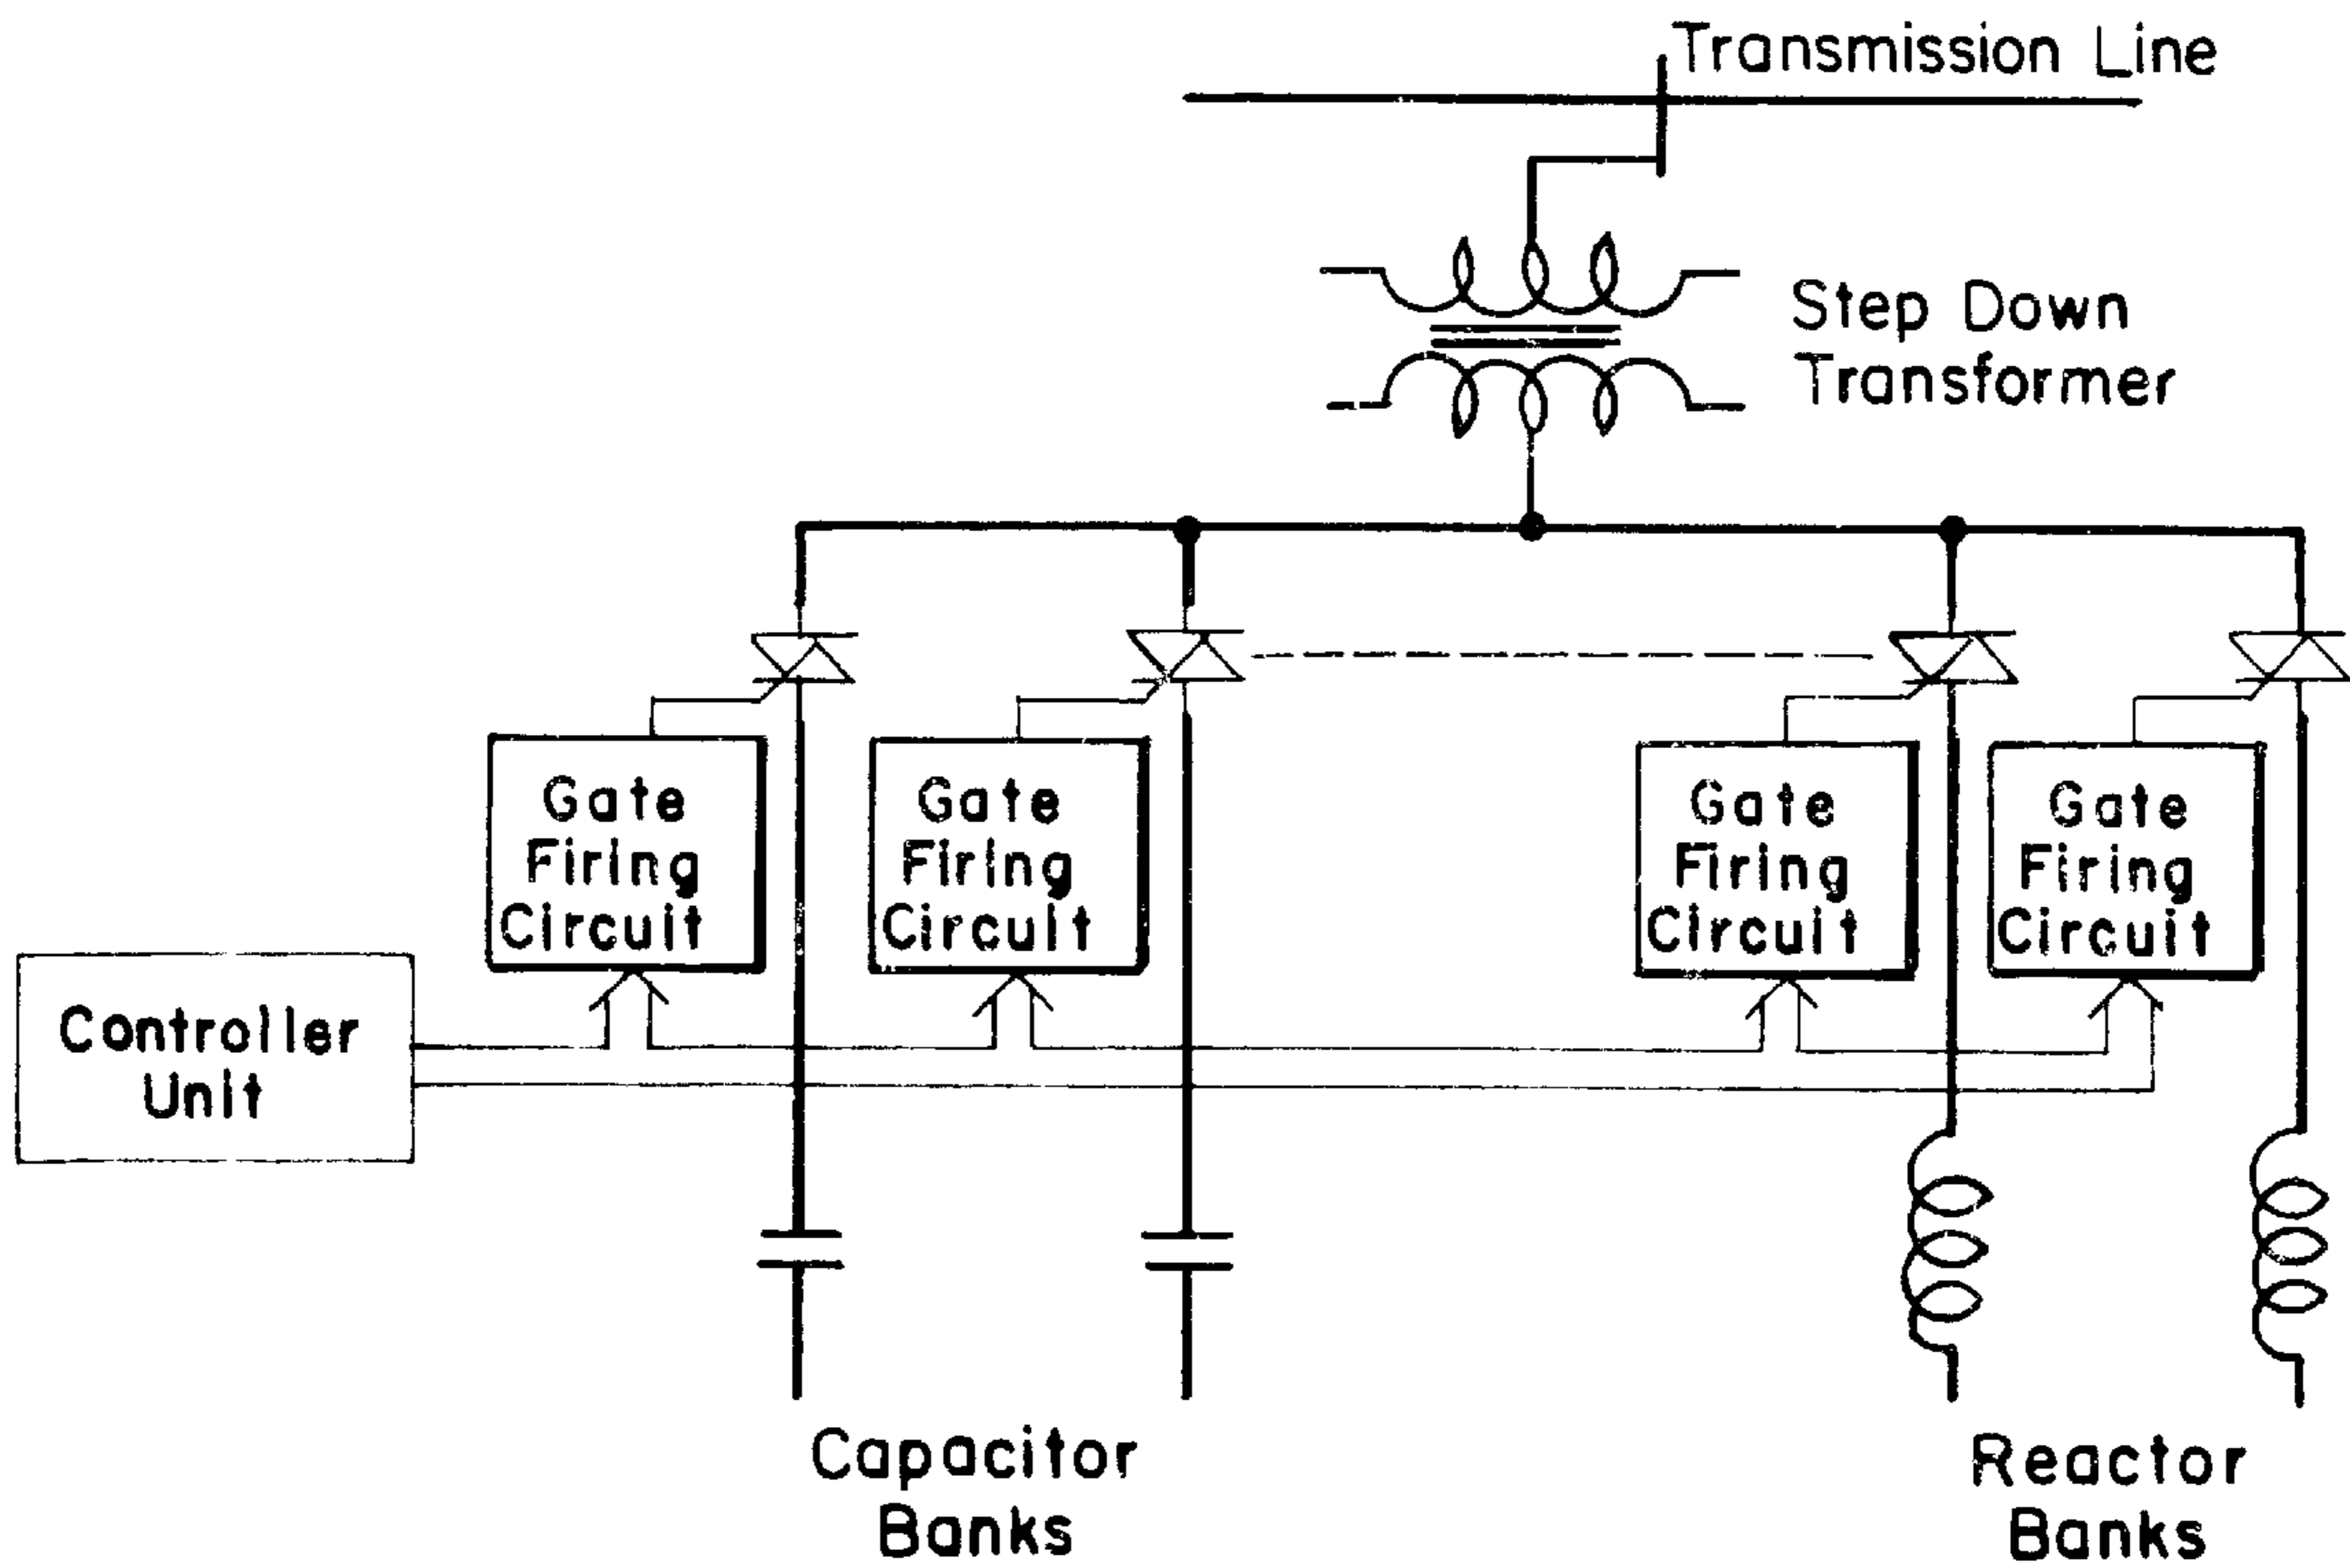 Transmission Line
Step Down
Transformer
Gate
Firing
Circuit
Gate
Firing
Circuit
Gate
Firing
Circuit
Gate
Firing
Circuit
Controller
Unit
Capacitor
Banks
Reactor
Banks